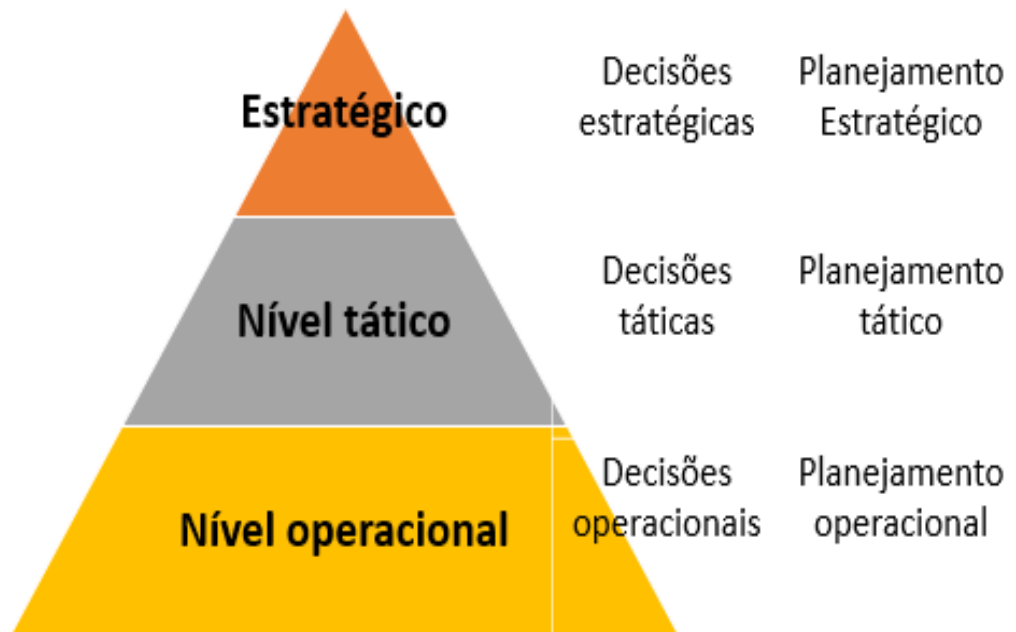 Estratégico
Decisões
estratégicas
Planejamento
Estratégico
Nível tático
Decisões
táticas
Planejamento
tático
Nível operacional
Decisões
operacionais
Planejamento
operacional